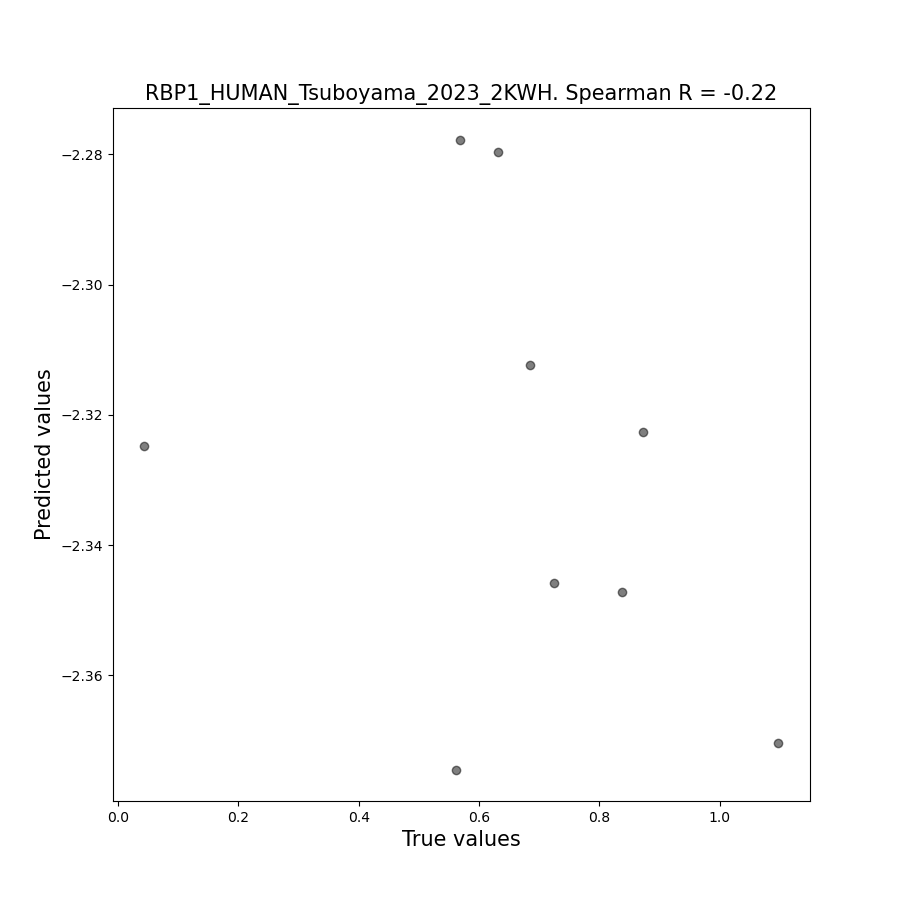 RBP1_HUMAN_Tsuboyama_2023_2KWH. Spearman R = -0.22
Predicted values
−2.28
−2.30
−2.32
−2.34
−2.36
0.0 0.2 0.4 0.6 0.8 1.0
True values